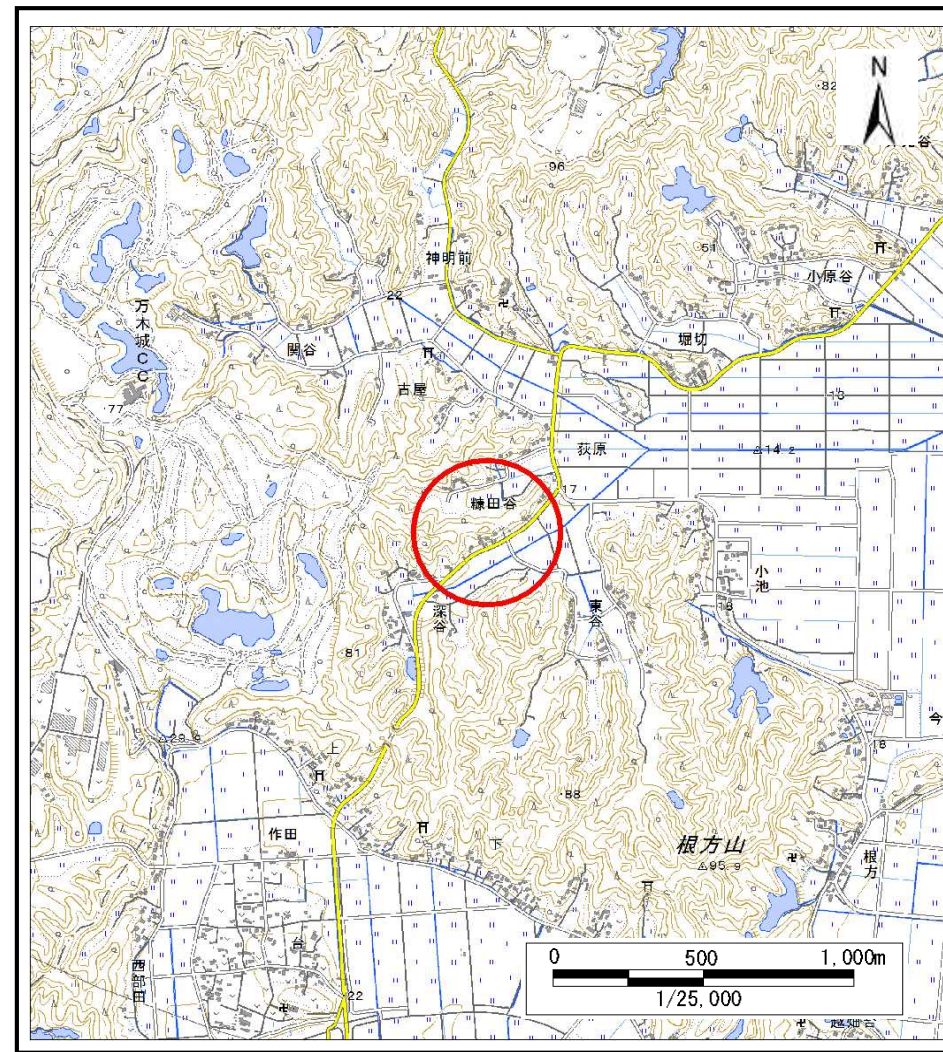 N
82
96
神明前
51
小原谷
22
万木城CC
関谷
堀切
古屋
77
13
荻原
14.2
17
糠田谷
小池
18
深谷
東谷
81
今
18
上
88
作田
下
根方山
95.9
15
根方
台
西部田
22
0 500 1,000m
1/25,000